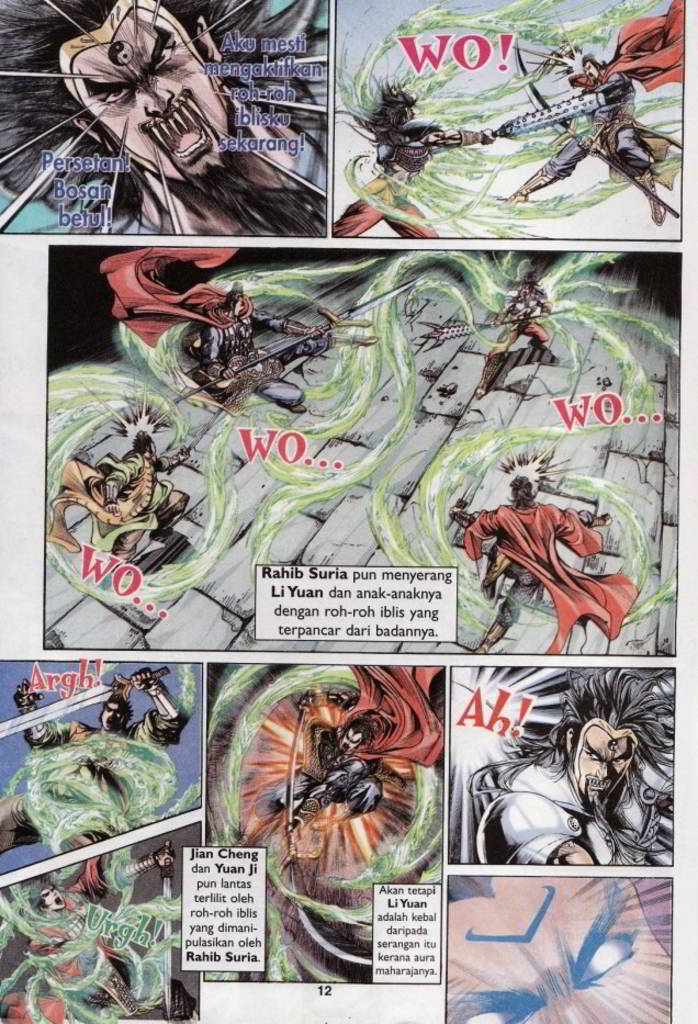 Aku mesti
mengaktifkan
roh-roh
iblisku
sekarang!
Persetan!
Bosan
betul!
WO!
WO...
WO...
WO...
Rahib Suria pun menyerang
Li Yuan dan anak-anaknya
dengan roh-roh iblis yang
terpancar dari badannya.
Argh!
Urgh!
Jian Cheng
dan Yuan Ji
pun lantas
terlilit oleh
roh-roh iblis
yang dimani-
pulasikan oleh
Rahib Suria.
Akan tetapi
Li Yuan
adalah kebal
daripada
serangan itu
kerana aura
maharajanya.
Ah!
12